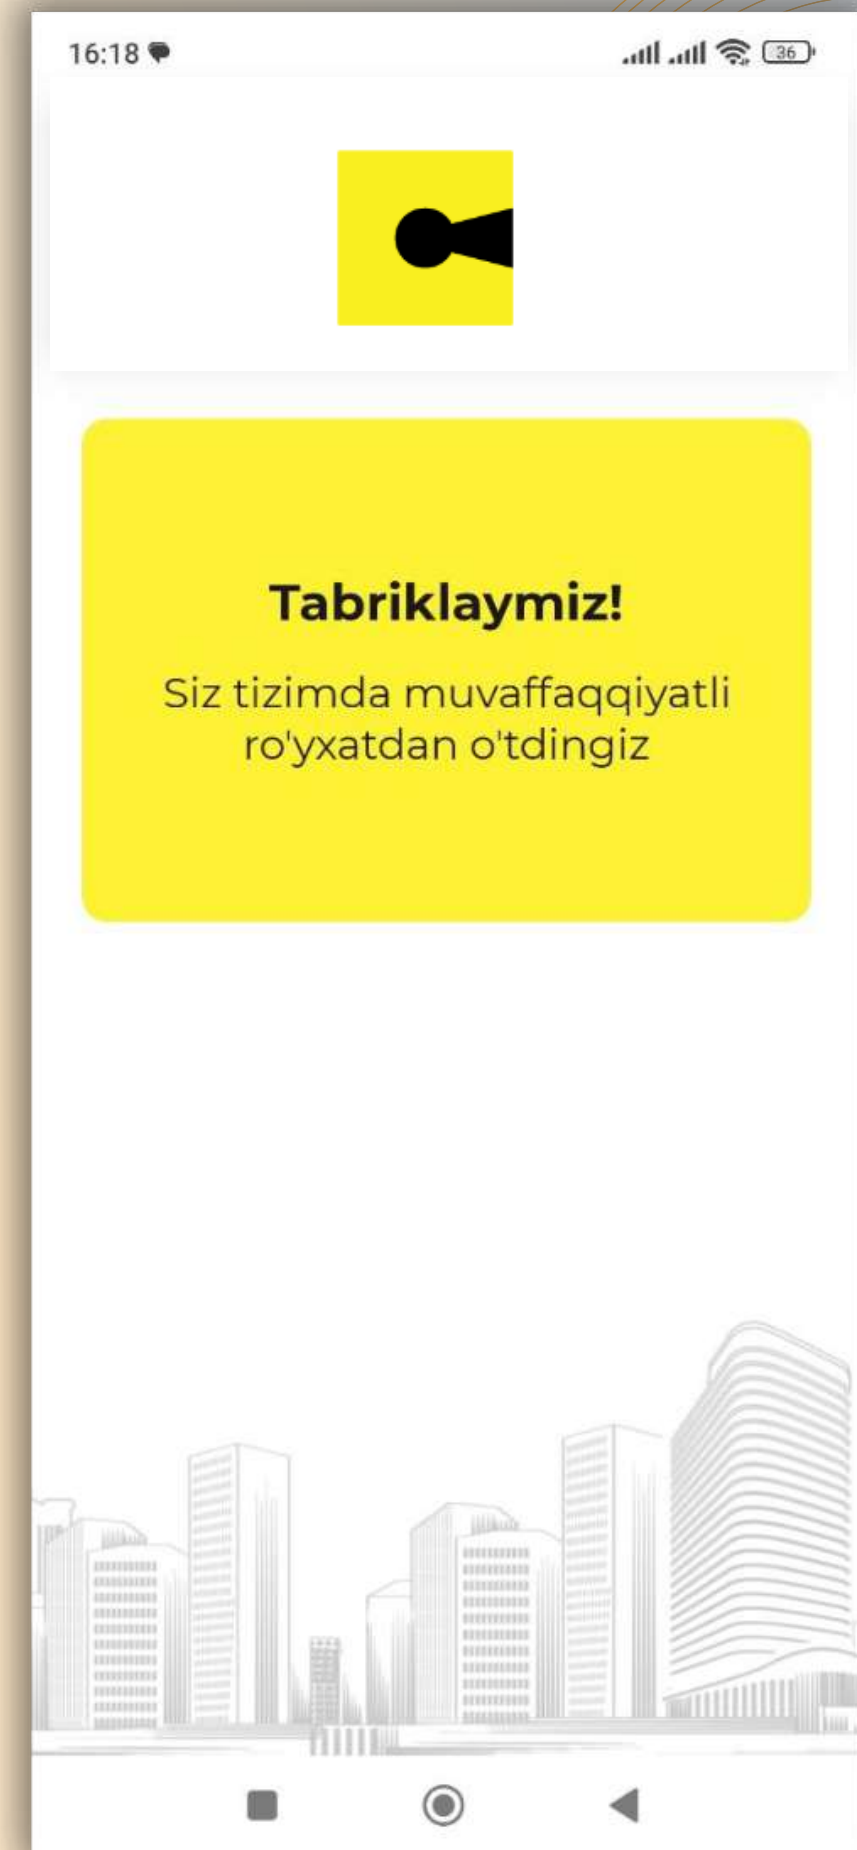 16:18
36
Tabriklaymiz!
Siz tizimda muvaffaqqiyatli
ro'yxatdan o'tdingiz